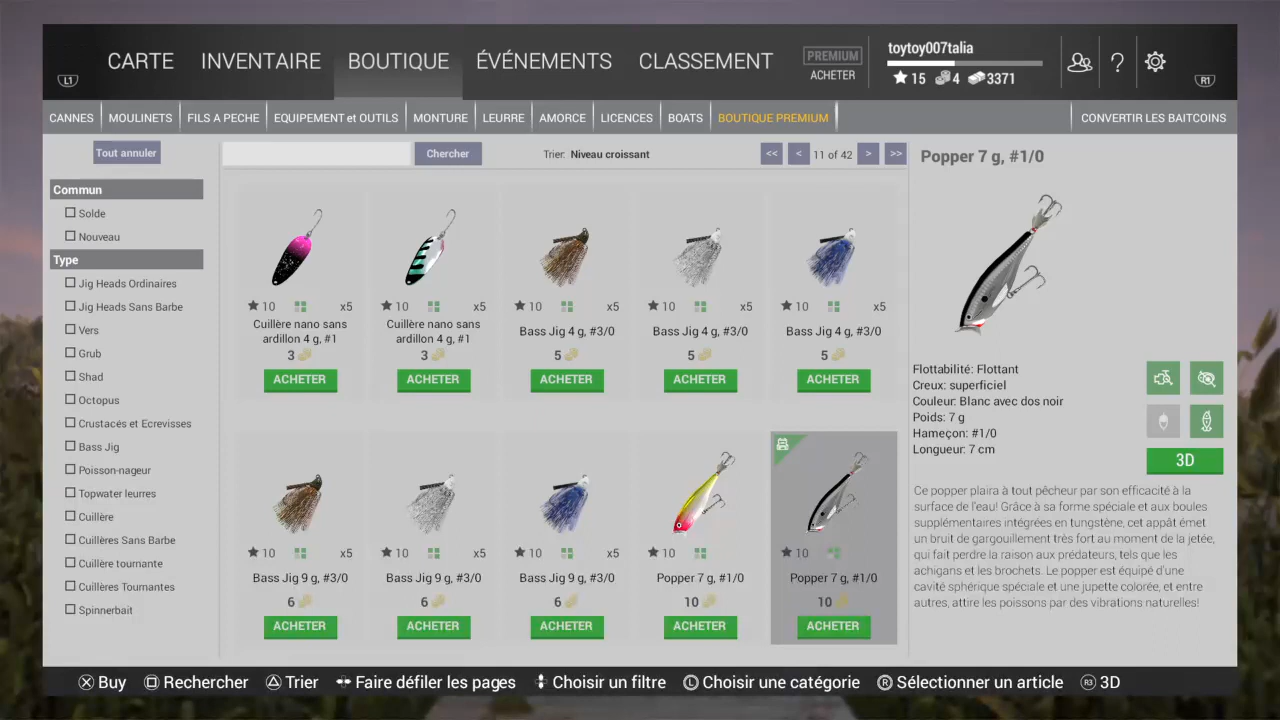 CARTE INVENTAIRE BOUTIQUE ÉVÉNEMENTS CLASSEMENT
L1
PREMIUM
ACHETER
toytoy007talia
15 4 3371
?
R1
CANNES MOULINETS FILS A PECHE EQUIPEMENT et OUTILS MONTURE LEURRE AMORCE LICENCES BOATS BOUTIQUE PREMIUM CONVERTIR LES BAITCOINS
Tout annuler
Chercher
Trier: Niveau croissant
<< < 11 of 42 > >>
Commun
Solde
Nouveau
Type
Jig Heads Ordinaires
Jig Heads Sans Barbe
Vers
Grub
Shad
Octopus
Crustacés et Ecrevisses
Bass Jig
Poisson-nageur
Topwater leurres
Cuillère
Cuillères Sans Barbe
Cuillère tournante
Cuillères Tournantes
Spinnerbait
10 x5 10 x5 10 x5 10 x5 10 x5
Cuillère nano sans
ardillon 4 g, #1
Cuillère nano sans
ardillon 4 g, #1
Bass Jig 4 g, #3/0 Bass Jig 4 g, #3/0 Bass Jig 4 g, #3/0
3 3 5 5 5
ACHETER ACHETER ACHETER ACHETER ACHETER
10 x5 10 x5 10 x5 10 10
Bass Jig 9 g, #3/0 Bass Jig 9 g, #3/0 Bass Jig 9 g, #3/0 Popper 7 g, #1/0 Popper 7 g, #1/0
6 6 6 10 10
ACHETER ACHETER ACHETER ACHETER ACHETER
Popper 7 g, #1/0
Flottabilité: Flottant
Creux: superficiel
Couleur: Blanc avec dos noir
Poids: 7 g
Hameçon: #1/0
Longueur: 7 cm
3D
Ce popper plaira à tout pêcheur par son efficacité à la
surface de l'eau! Grâce à sa forme spéciale et aux boules
supplémentaires intégrées en tungstène, cet appât émet
un bruit de gargouillement très fort au moment de la jetée,
qui fait perdre la raison aux prédateurs, tels que les
achigans et les brochets. Le popper est équipé d'une
cavité sphérique spéciale et une jupette colorée, et entre
autres, attire les poissons par des vibrations naturelles!
Buy Rechercher Trier Faire défiler les pages Choisir un filtre L Choisir une catégorie R Sélectionner un article R3 3D